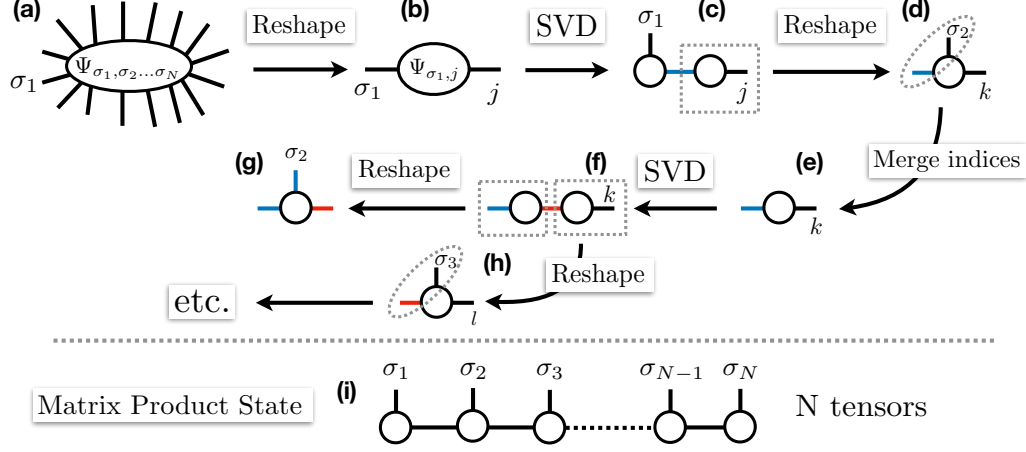 (a) Reshape (b) SVD (c) Reshape (d)
σ₁ Ψσ₁,σ₂...σN σ₁ Ψσ₁,j j σ₁ j σ₂ k
Merge indices
(g) σ₂ Reshape (f) k SVD (e) k
(h) σ₃ l Reshape
etc.
σ₁ σ₂ σ₃ σN−1 σN
Matrix Product State (i) N tensors